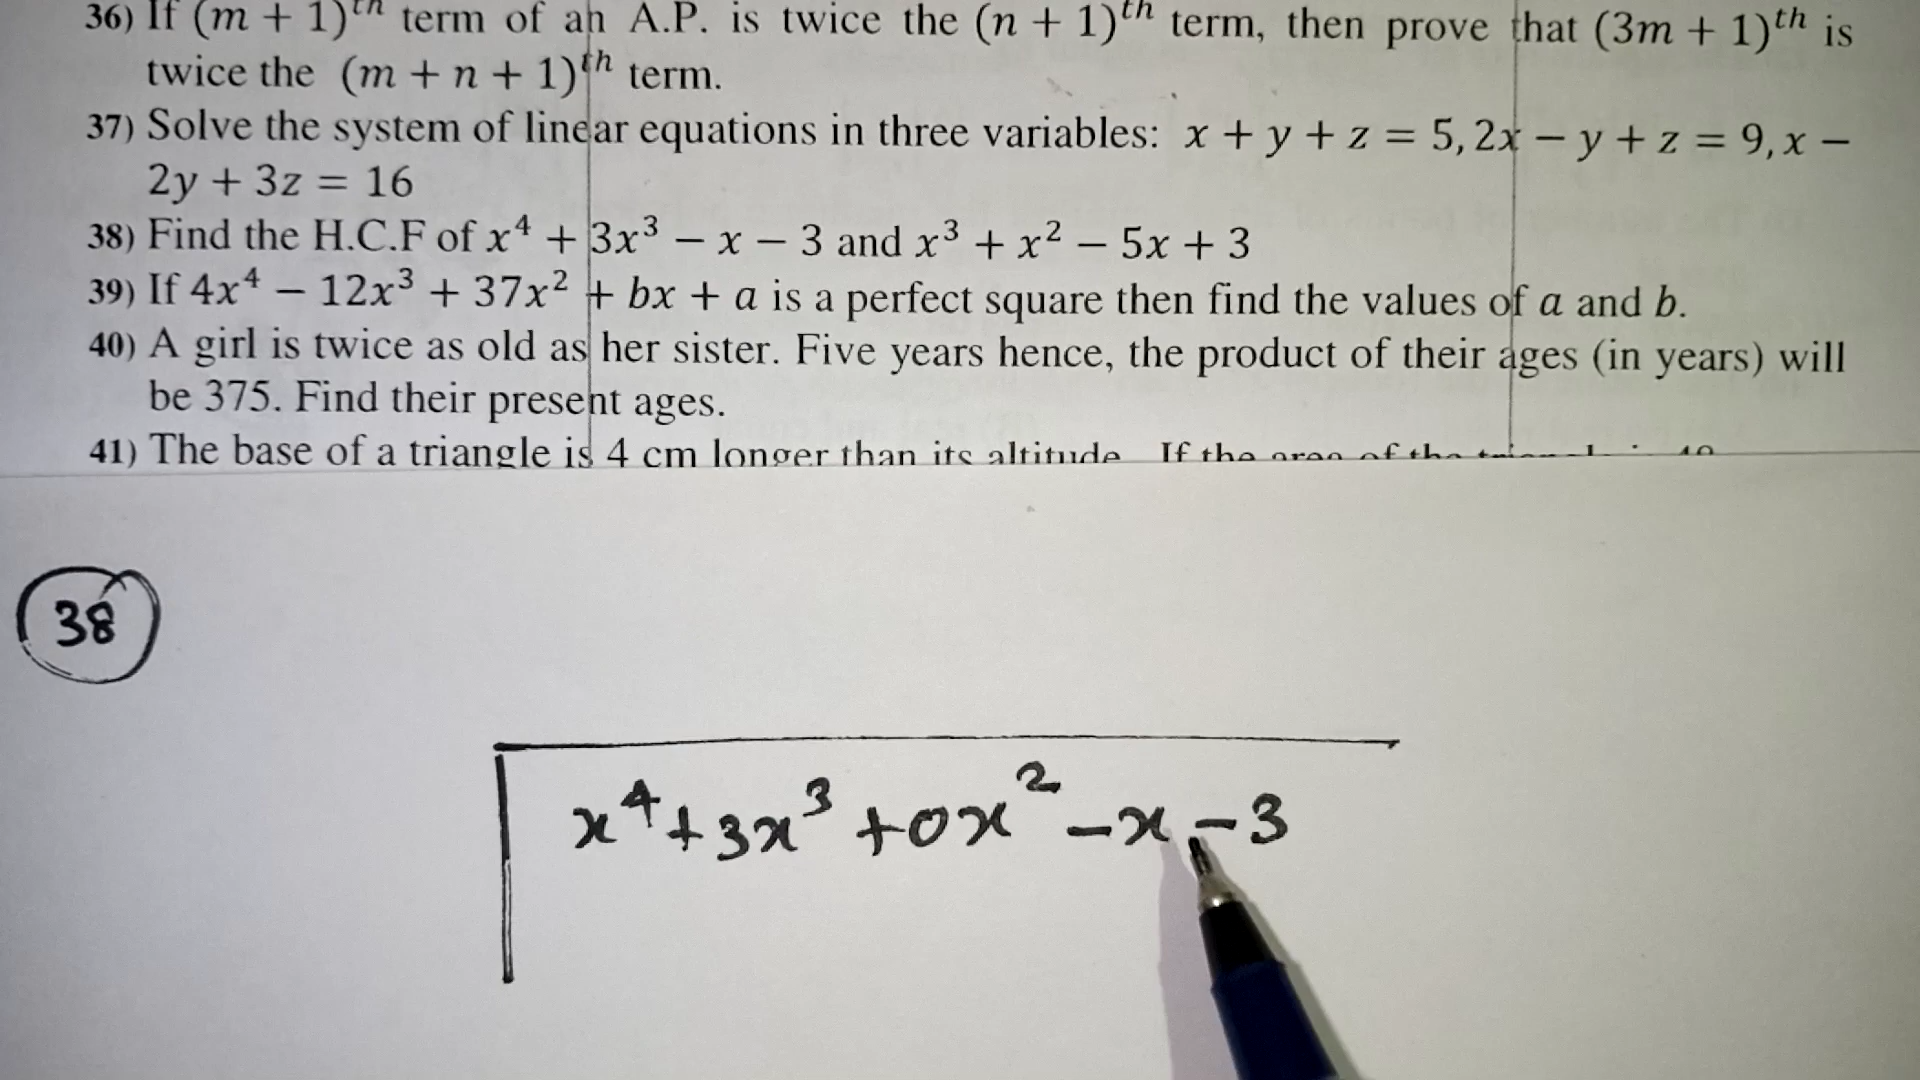 36) If (m + 1)ᵗʰ term of an A.P. is twice the (n + 1)ᵗʰ term, then prove that (3m + 1)ᵗʰ is
twice the (m + n + 1)ᵗʰ term.
37) Solve the system of linear equations in three variables: x + y + z = 5, 2x − y + z = 9, x −
2y + 3z = 16
38) Find the H.C.F of x⁴ + 3x³ − x − 3 and x³ + x² − 5x + 3
39) If 4x⁴ − 12x³ + 37x² + bx + a is a perfect square then find the values of a and b.
40) A girl is twice as old as her sister. Five years hence, the product of their ages (in years) will
be 375. Find their present ages.
41) The base of a triangle is 4 cm longer than its altitude. If the area of the
38
x⁴+3x³+0x²−x−3